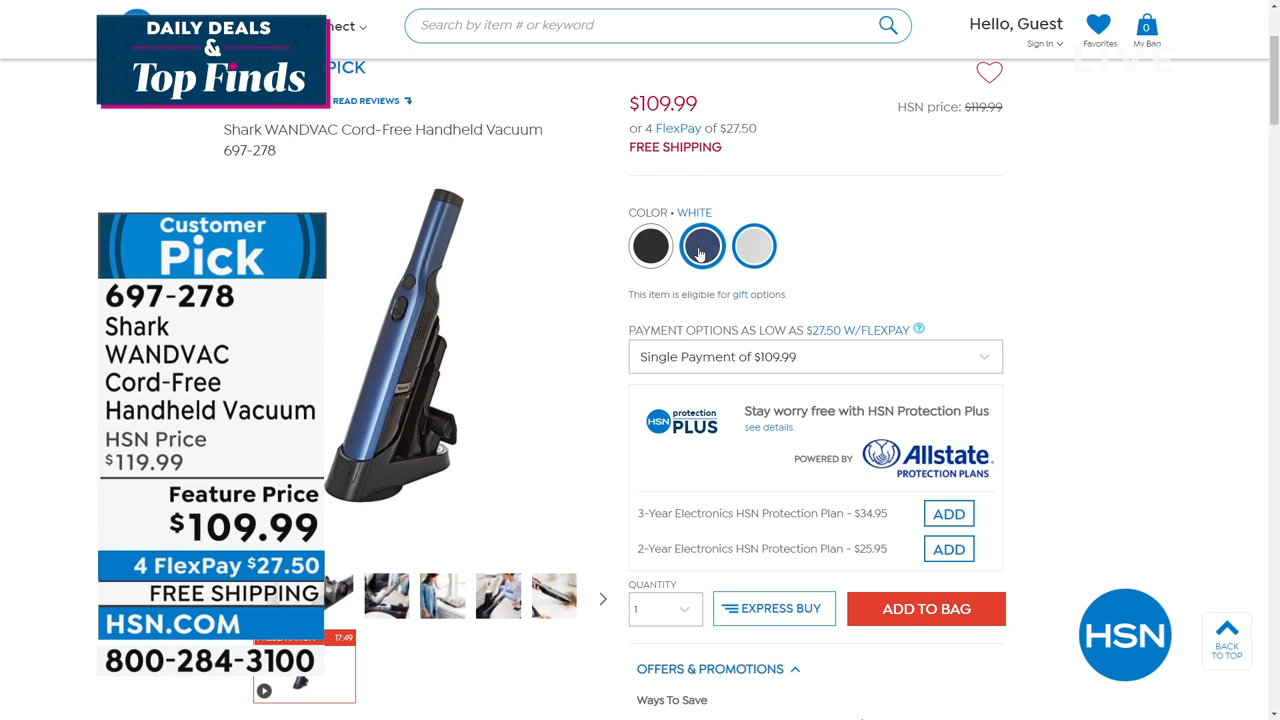 DAILY DEALS
&
Top Finds
nect
Search by item # or keyword
Hello, Guest
Sign In
Favorites
0
My Bag
LIVE
PICK
READ REVIEWS
Shark WANDVAC Cord-Free Handheld Vacuum
697-278
$109.99
HSN price: $119.99
or 4 FlexPay of $27.50
FREE SHIPPING
COLOR • WHITE
This item is eligible for gift options.
PAYMENT OPTIONS AS LOW AS $27.50 W/FLEXPAY ?
Single Payment of $109.99
HSN protection PLUS
Stay worry free with HSN Protection Plus
see details
POWERED BY Allstate
PROTECTION PLANS
3-Year Electronics HSN Protection Plan - $34.95 ADD
2-Year Electronics HSN Protection Plan - $25.95 ADD
QUANTITY
1
EXPRESS BUY
ADD TO BAG
OFFERS & PROMOTIONS
Ways To Save
Customer
Pick
697-278
Shark
WANDVAC
Cord-Free
Handheld Vacuum
HSN Price
$119.99
Feature Price
$109.99
4 FlexPay $27.50
FREE SHIPPING
HSN.COM
800-284-3100
17:49
Shark
HSN
BACK
TO TOP